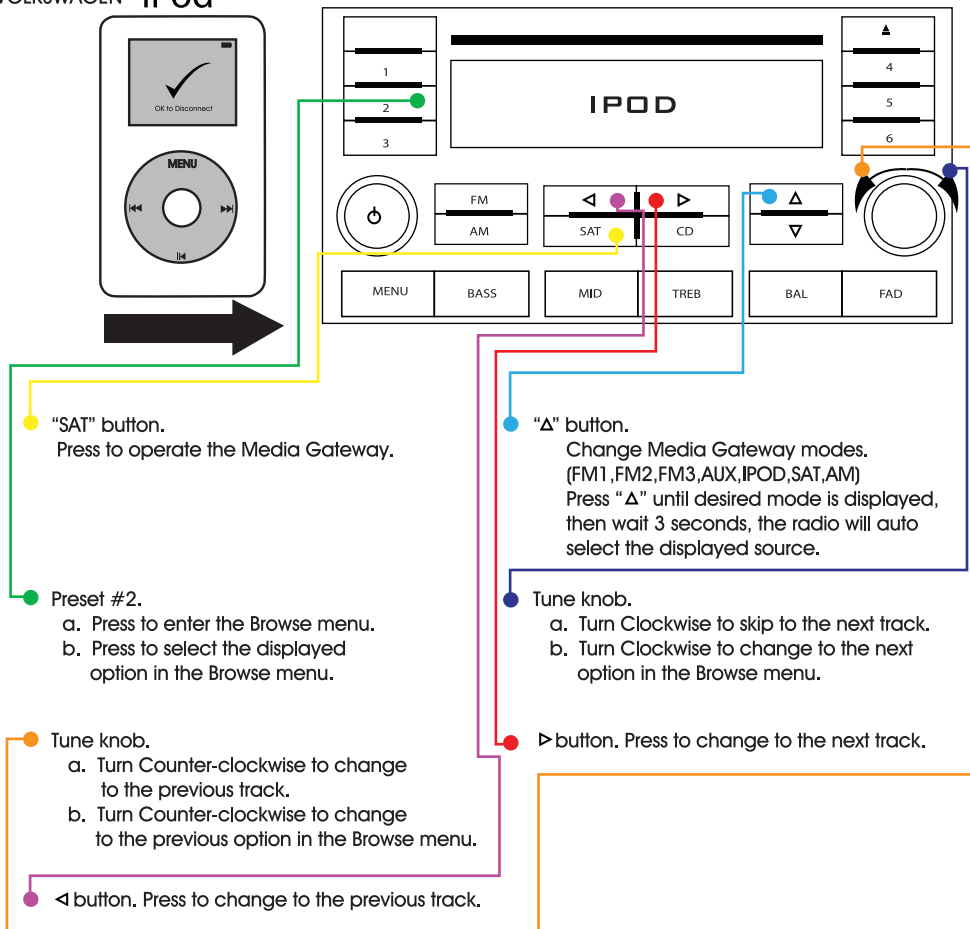 VOLKSWAGEN iPod
OK to Disconnect
MENU
1
2
3
IPOD
4
5
6
FM
AM
SAT
CD
MENU
BASS
MID
TREB
BAL
FAD
“SAT” button.
Press to operate the Media Gateway.
“Δ” button.
Change Media Gateway modes.
(FM1,FM2,FM3,AUX,IPOD,SAT,AM)
Press “Δ” until desired mode is displayed,
then wait 3 seconds, the radio will auto
select the displayed source.
Preset #2.
a. Press to enter the Browse menu.
b. Press to select the displayed
option in the Browse menu.
Tune knob.
a. Turn Clockwise to skip to the next track.
b. Turn Clockwise to change to the next
option in the Browse menu.
Tune knob.
a. Turn Counter-clockwise to change
to the previous track.
b. Turn Counter-clockwise to change
to the previous option in the Browse menu.
▷ button. Press to change to the next track.
◁ button. Press to change to the previous track.